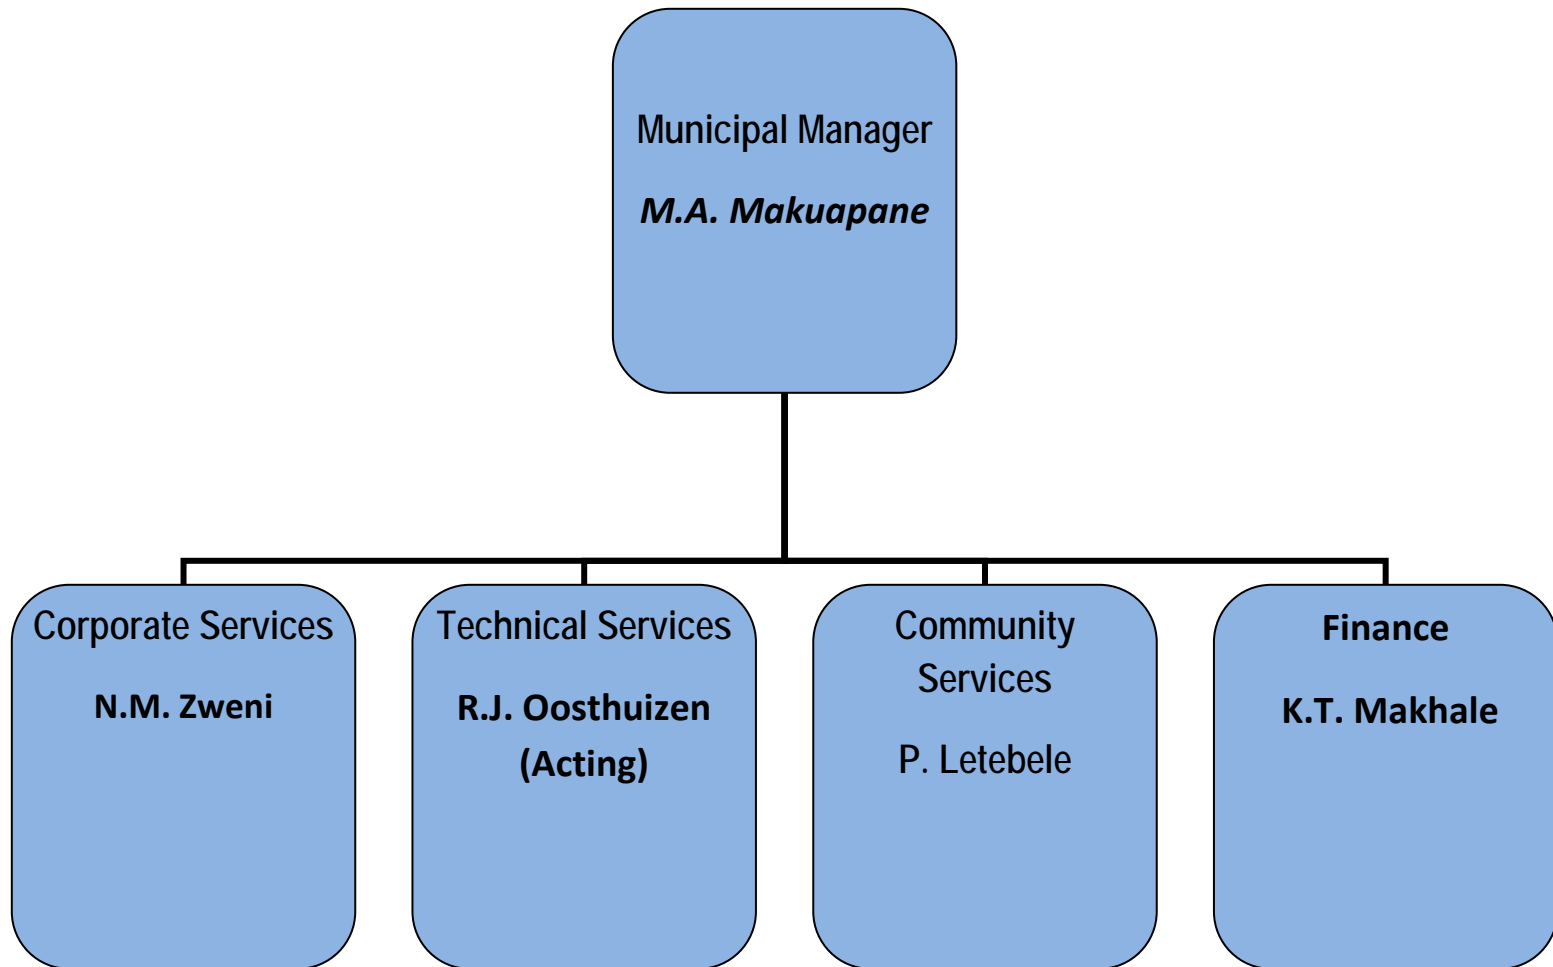 Municipal Manager
M.A. Makuapane
Corporate Services
N.M. Zweni
Technical Services
R.J. Oosthuizen
(Acting)
Community
Services
P. Letebele
Finance
K.T. Makhale